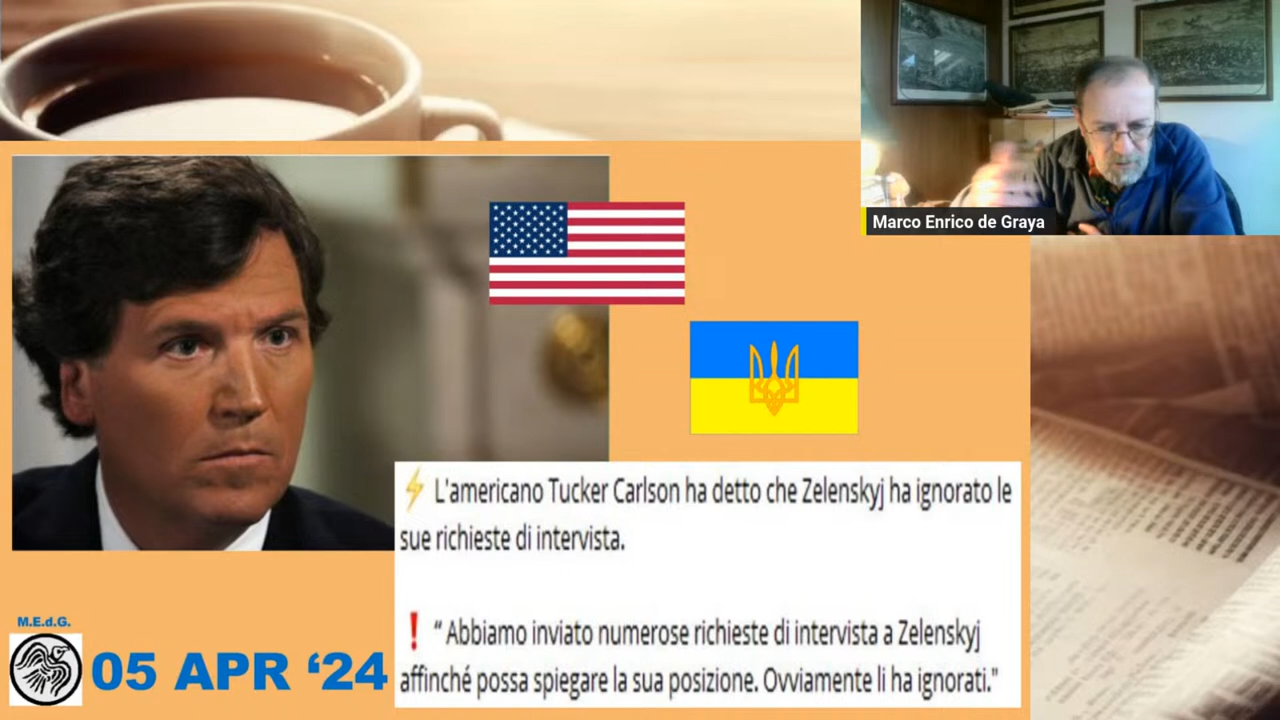 Marco Enrico de Graya
⚡ L'americano Tucker Carlson ha detto che Zelenskyj ha ignorato le
sue richieste di intervista.
❗ “ Abbiamo inviato numerose richieste di intervista a Zelenskyj
affinché possa spiegare la sua posizione. Ovviamente li ha ignorati."
M.E.d.G.
05 APR ‘24